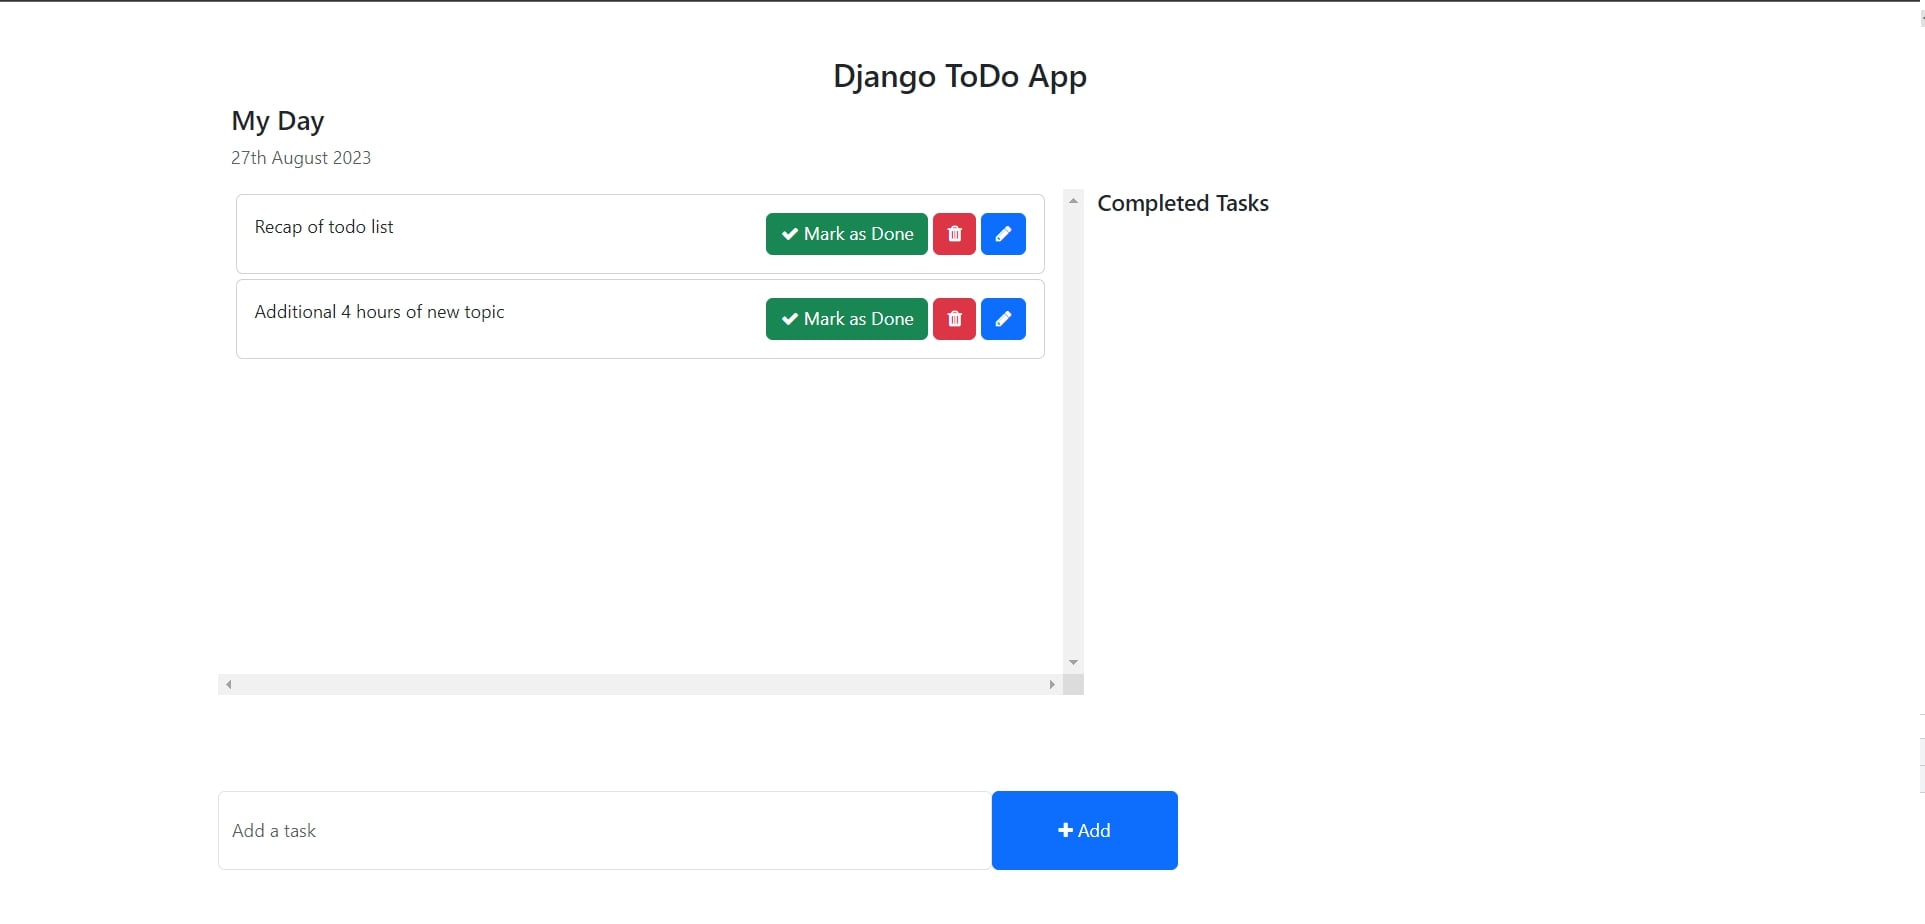 Django ToDo App
My Day
27th August 2023
Recap of todo list
Mark as Done
Additional 4 hours of new topic
Mark as Done
Completed Tasks
Add a task
Add